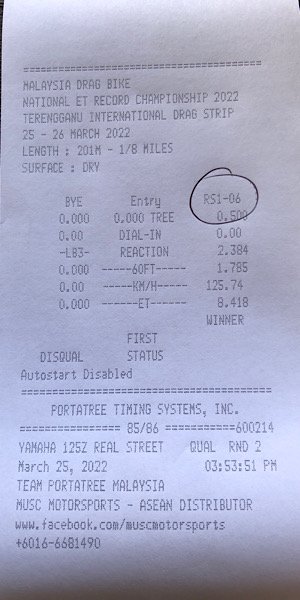 ========================================
MALAYSIA DRAG BIKE
NATIONAL ET RECORD CHAMPIONSHIP 2022
TERENGGANU INTERNATIONAL DRAG STRIP
25 - 26 MARCH 2022
LENGTH : 201M - 1/8 MILES
SURFACE : DRY
BYE Entry RS1-06
0.000 0.000 TREE 0.500
0.00 DIAL-IN 0.00
-LB3- REACTION 2.384
0.000 -----60FT------ 1.785
0.00 -----KM/H------ 125.74
0.000 ------ET------ 8.418
WINNER
FIRST
DISQUAL STATUS
Autostart Disabled
========================================
PORTATREE TIMING SYSTEMS, INC.
================ 85/86 ===========600214
YAMAHA 125Z REAL STREET QUAL RND 2
March 25, 2022 03:53:51 PM
TEAM PORTATREE MALAYSIA
MUSC MOTORSPORTS - ASEAN DISTRIBUTOR
www.facebook.com/muscmotorsports
+6016-6681490